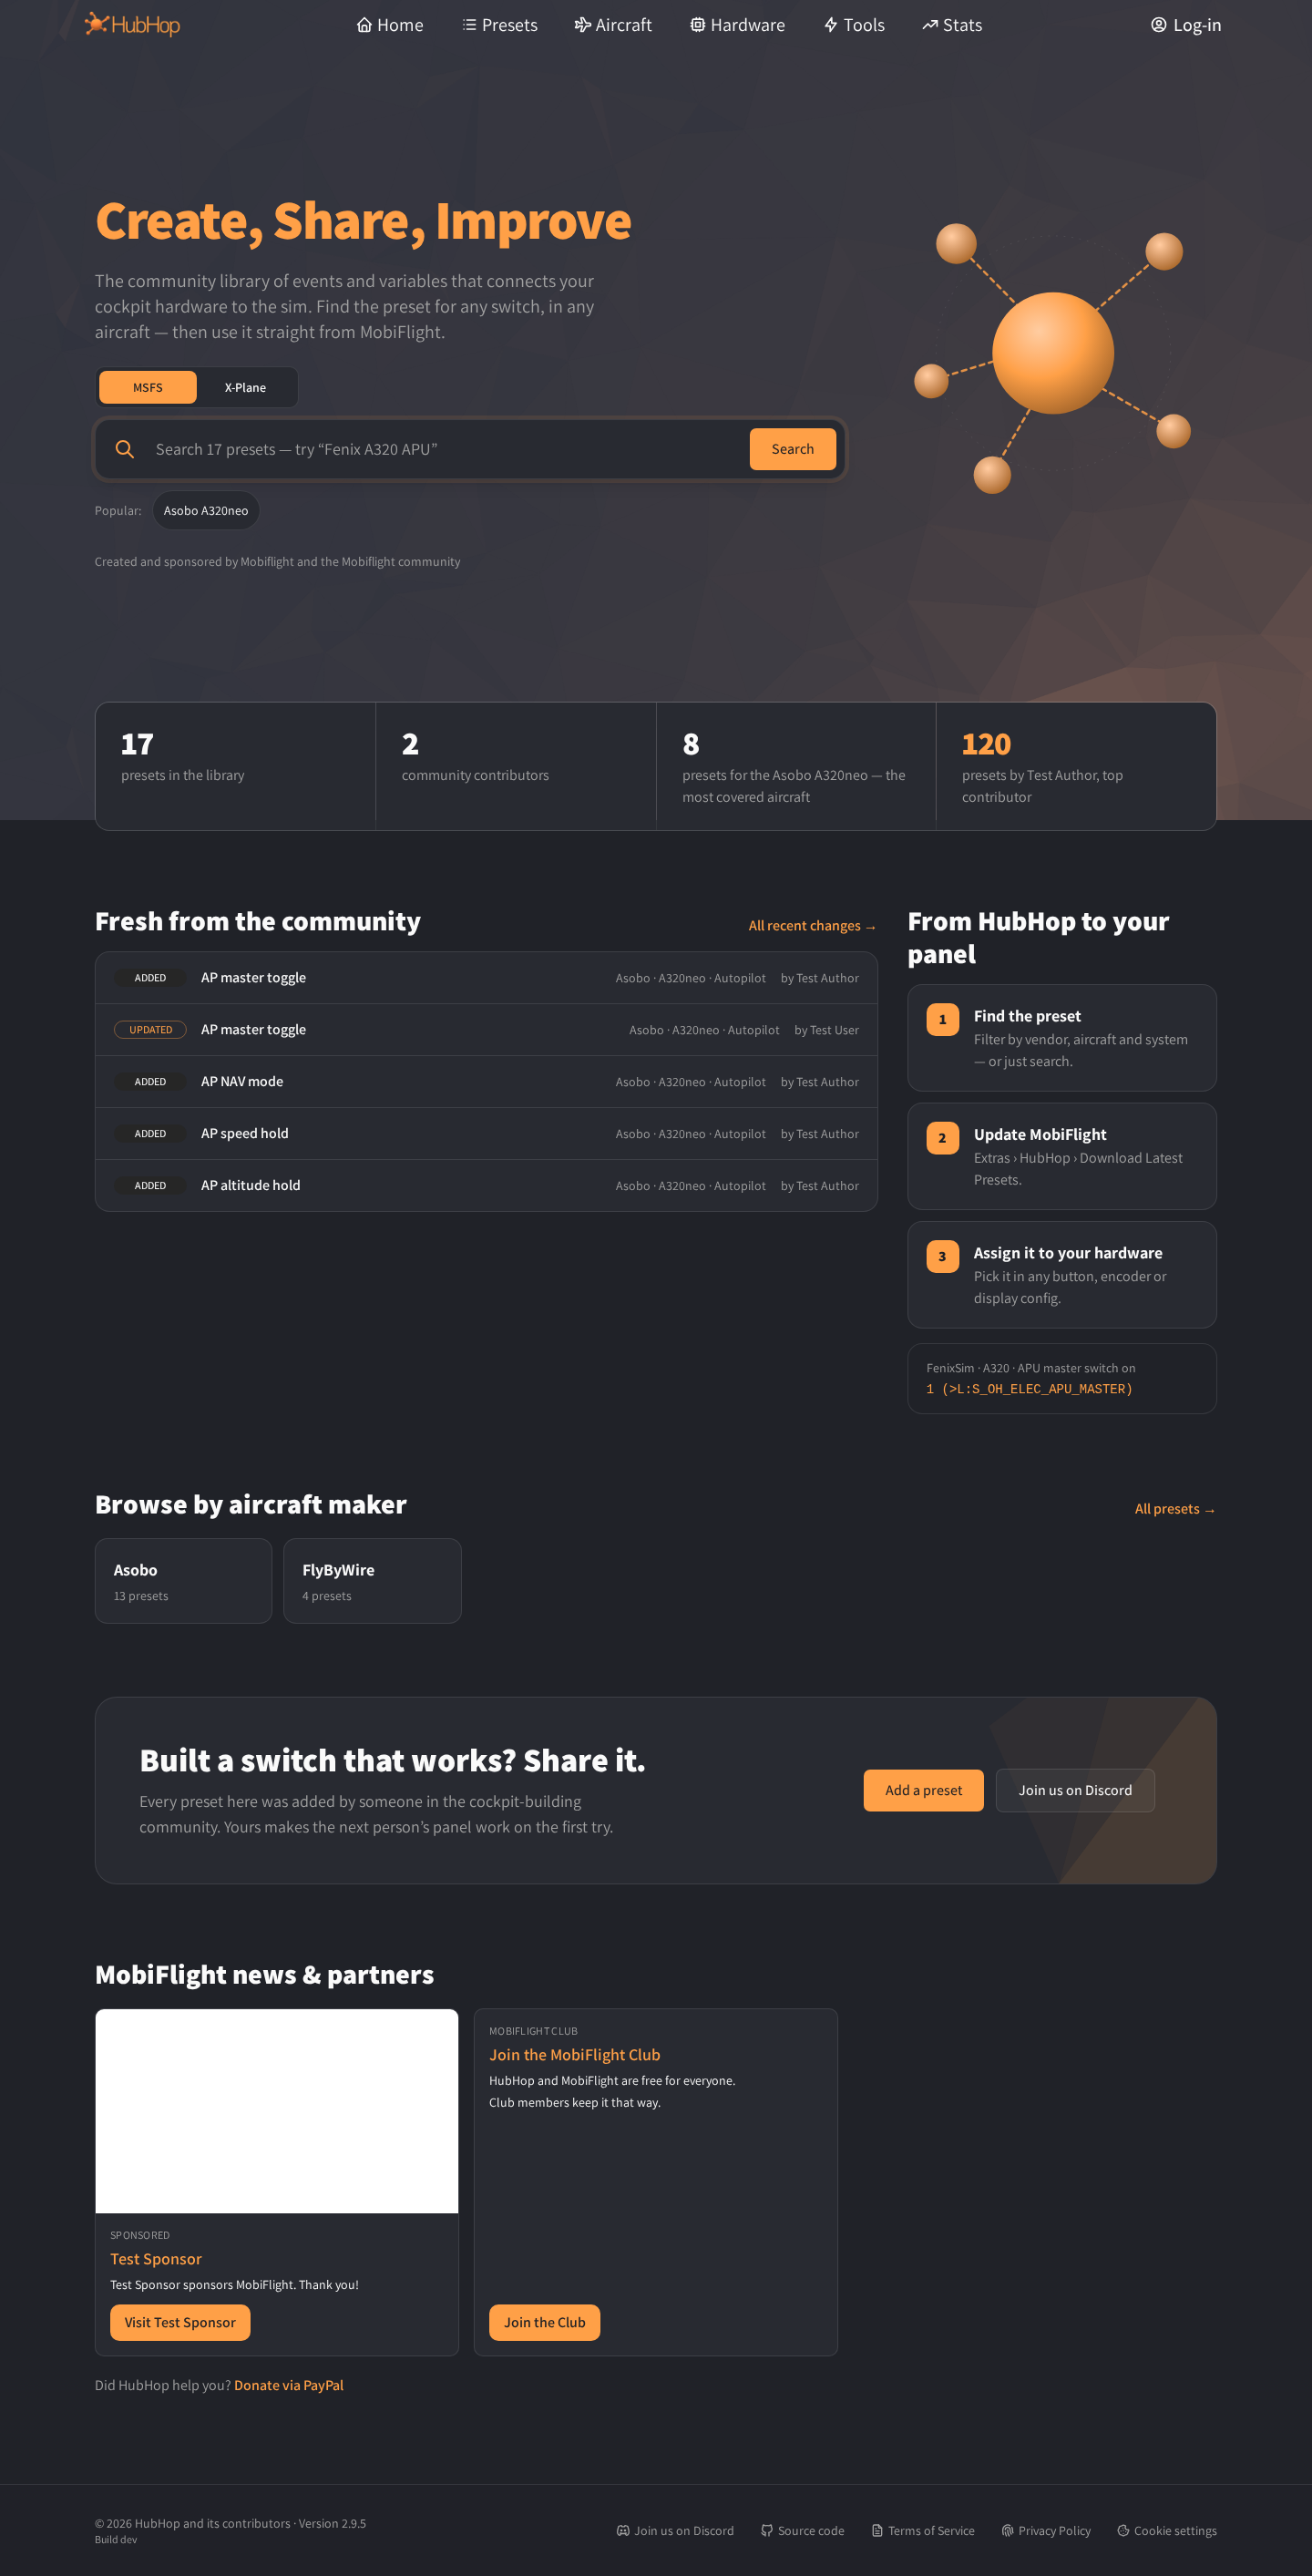 HubHop
Home
Presets
Aircraft
Hardware
Tools
Stats
Log-in
Create, Share, Improve
The community library of events and variables that connects your
cockpit hardware to the sim. Find the preset for any switch, in any
aircraft — then use it straight from MobiFlight.
MSFS
X-Plane
Search 17 presets — try “Fenix A320 APU”
Search
Popular:
Asobo A320neo
Created and sponsored by Mobiflight and the Mobiflight community
17
presets in the library
2
community contributors
8
presets for the Asobo A320neo — the
most covered aircraft
120
presets by Test Author, top
contributor
Fresh from the community
All recent changes →
ADDED AP master toggle Asobo · A320neo · Autopilot by Test Author
UPDATED AP master toggle Asobo · A320neo · Autopilot by Test User
ADDED AP NAV mode Asobo · A320neo · Autopilot by Test Author
ADDED AP speed hold Asobo · A320neo · Autopilot by Test Author
ADDED AP altitude hold Asobo · A320neo · Autopilot by Test Author
From HubHop to your
panel
1
Find the preset
Filter by vendor, aircraft and system
— or just search.
2
Update MobiFlight
Extras › HubHop › Download Latest
Presets.
3
Assign it to your hardware
Pick it in any button, encoder or
display config.
FenixSim · A320 · APU master switch on
1 (>L:S_OH_ELEC_APU_MASTER)
Browse by aircraft maker
All presets →
Asobo
13 presets
FlyByWire
4 presets
Built a switch that works? Share it.
Every preset here was added by someone in the cockpit-building
community. Yours makes the next person’s panel work on the first try.
Add a preset
Join us on Discord
MobiFlight news & partners
SPONSORED
Test Sponsor
Test Sponsor sponsors MobiFlight. Thank you!
Visit Test Sponsor
MOBIFLIGHT CLUB
Join the MobiFlight Club
HubHop and MobiFlight are free for everyone.
Club members keep it that way.
Join the Club
Did HubHop help you? Donate via PayPal
© 2026 HubHop and its contributors · Version 2.9.5
Build dev
Join us on Discord
Source code
Terms of Service
Privacy Policy
Cookie settings